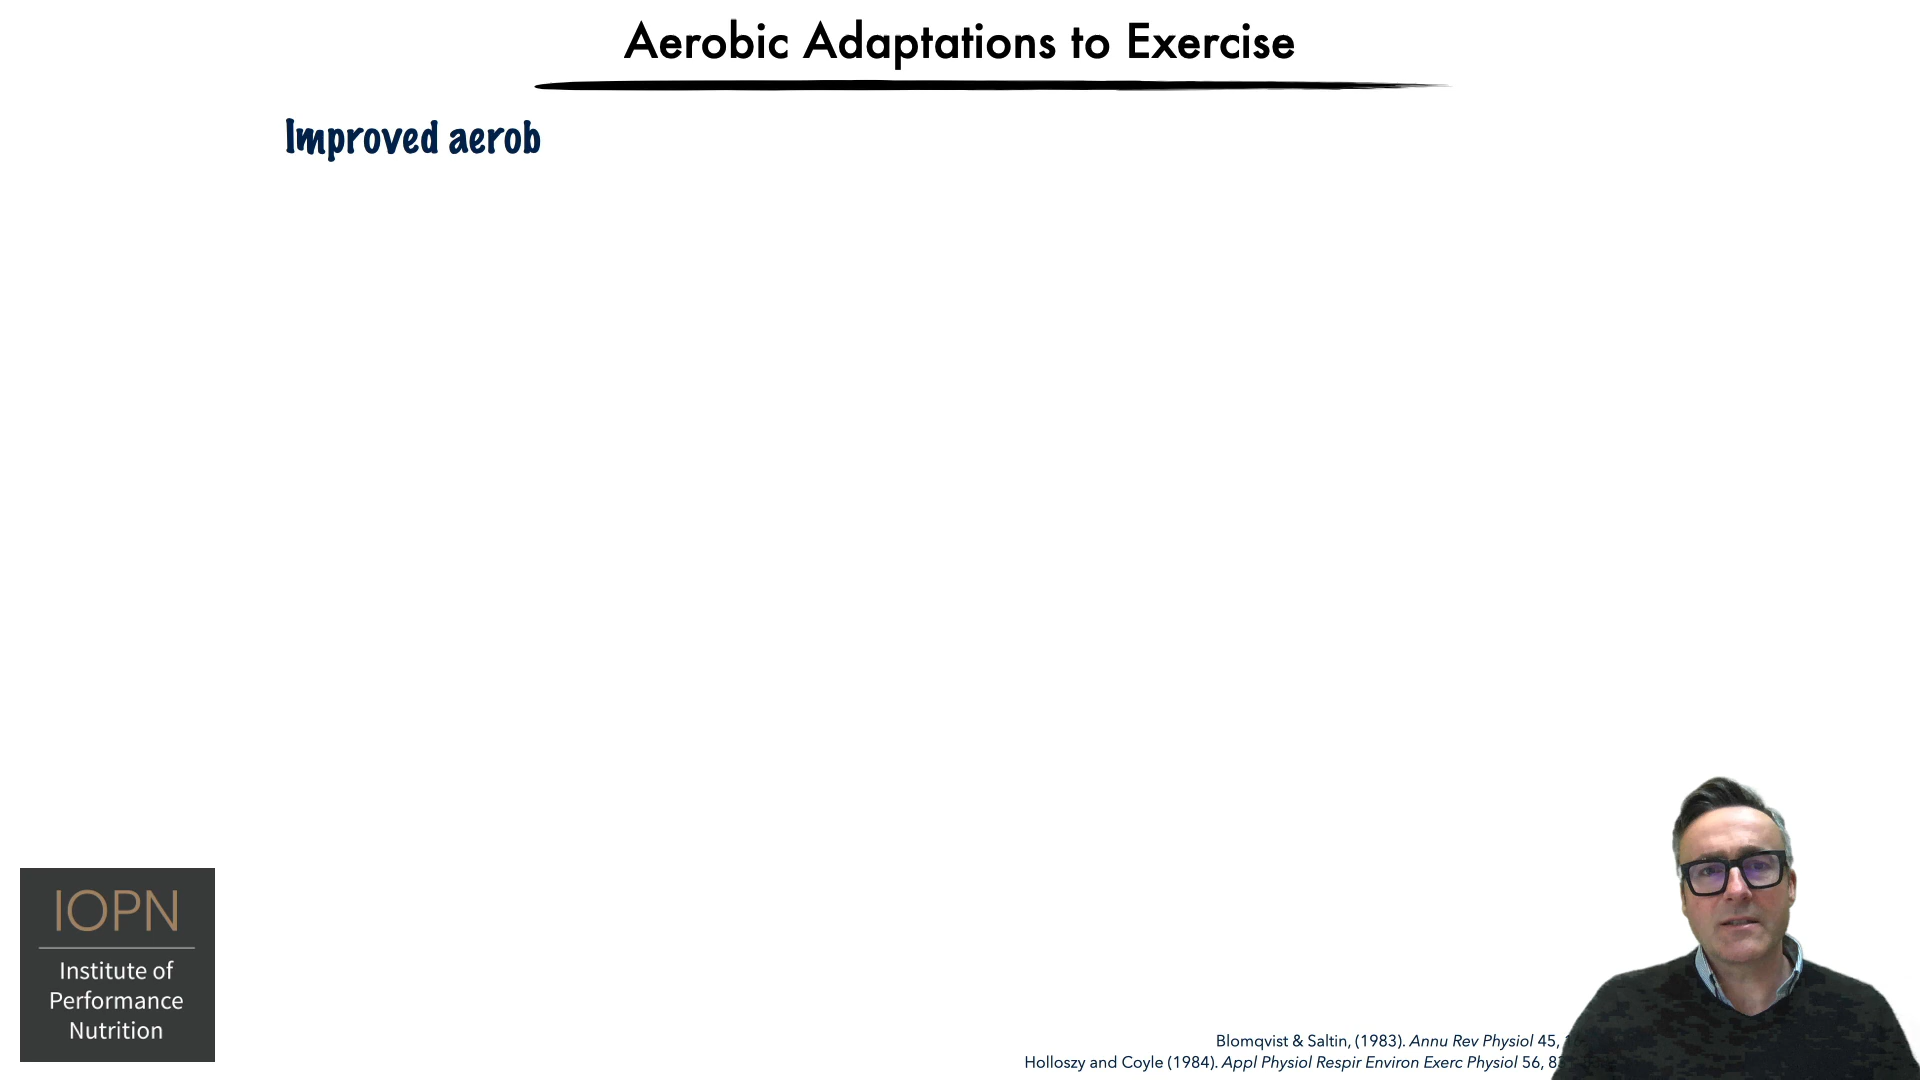 Aerobic Adaptations to Exercise
Improved aerob
IOPN
Institute of
Performance
Nutrition
Blomqvist & Saltin, (1983). Annu Rev Physiol 45,
Holloszy and Coyle (1984). Appl Physiol Respir Environ Exerc Physiol 56,